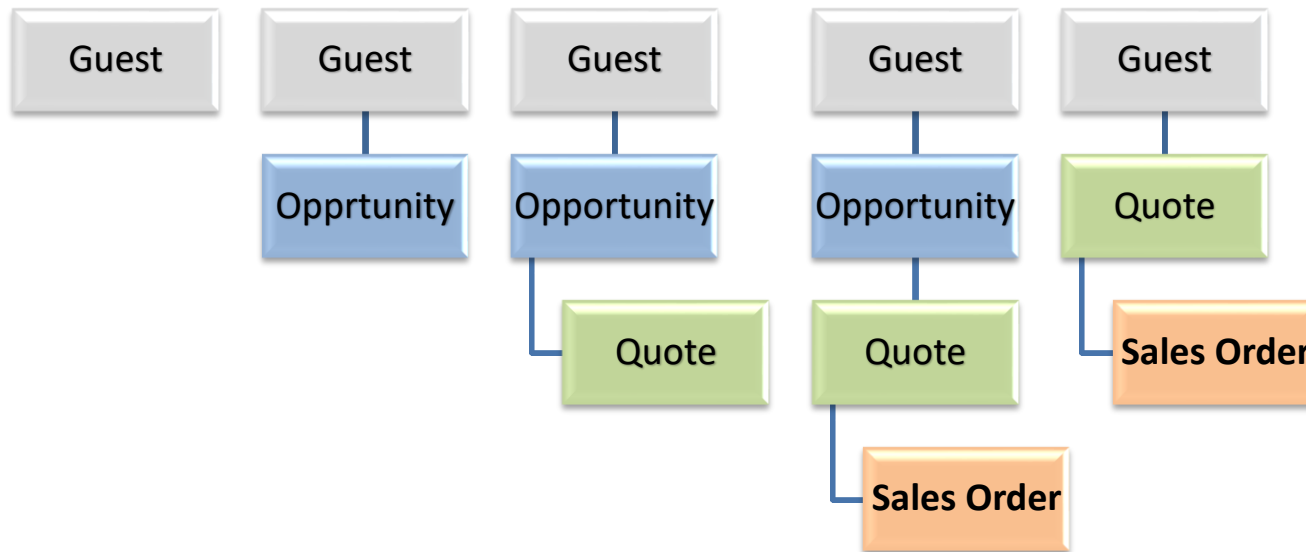 Guest
Guest
Guest
Guest
Guest
Opprtunity
Opportunity
Opportunity
Quote
Quote
Quote
Sales Order
Sales Order